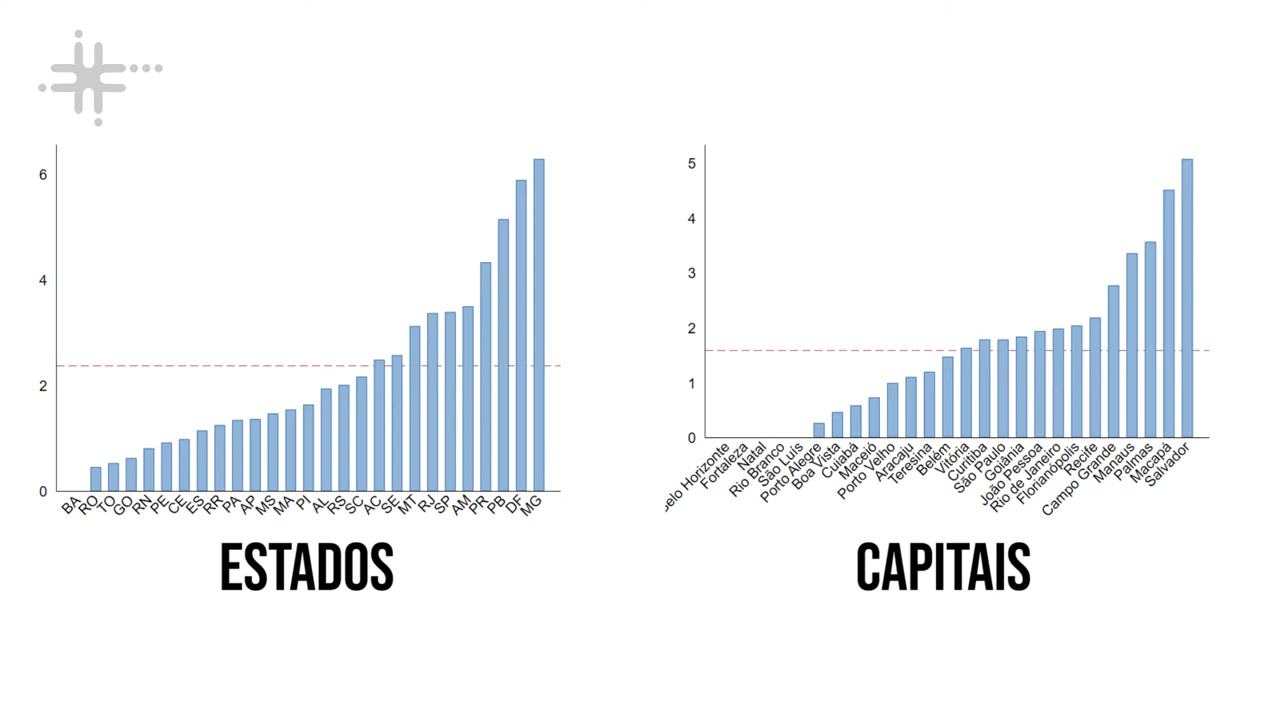 6
4
2
0
BA RO TO GO RN PE CE ES RR PA AP MS MA PI AL RS SC AC SE MT RJ SP AM PR PB DF MG
ESTADOS
5
4
3
2
1
0
elo Horizonte Fortaleza Natal Rio Branco São Luís Porto Alegre Boa Vista Cuiabá Maceió Porto Velho Aracaju Teresina Belém Vitória Curitiba São Paulo Goiânia João Pessoa Rio de Janeiro Florianópolis Recife Campo Grande Manaus Palmas Macapá Salvador
CAPITAIS